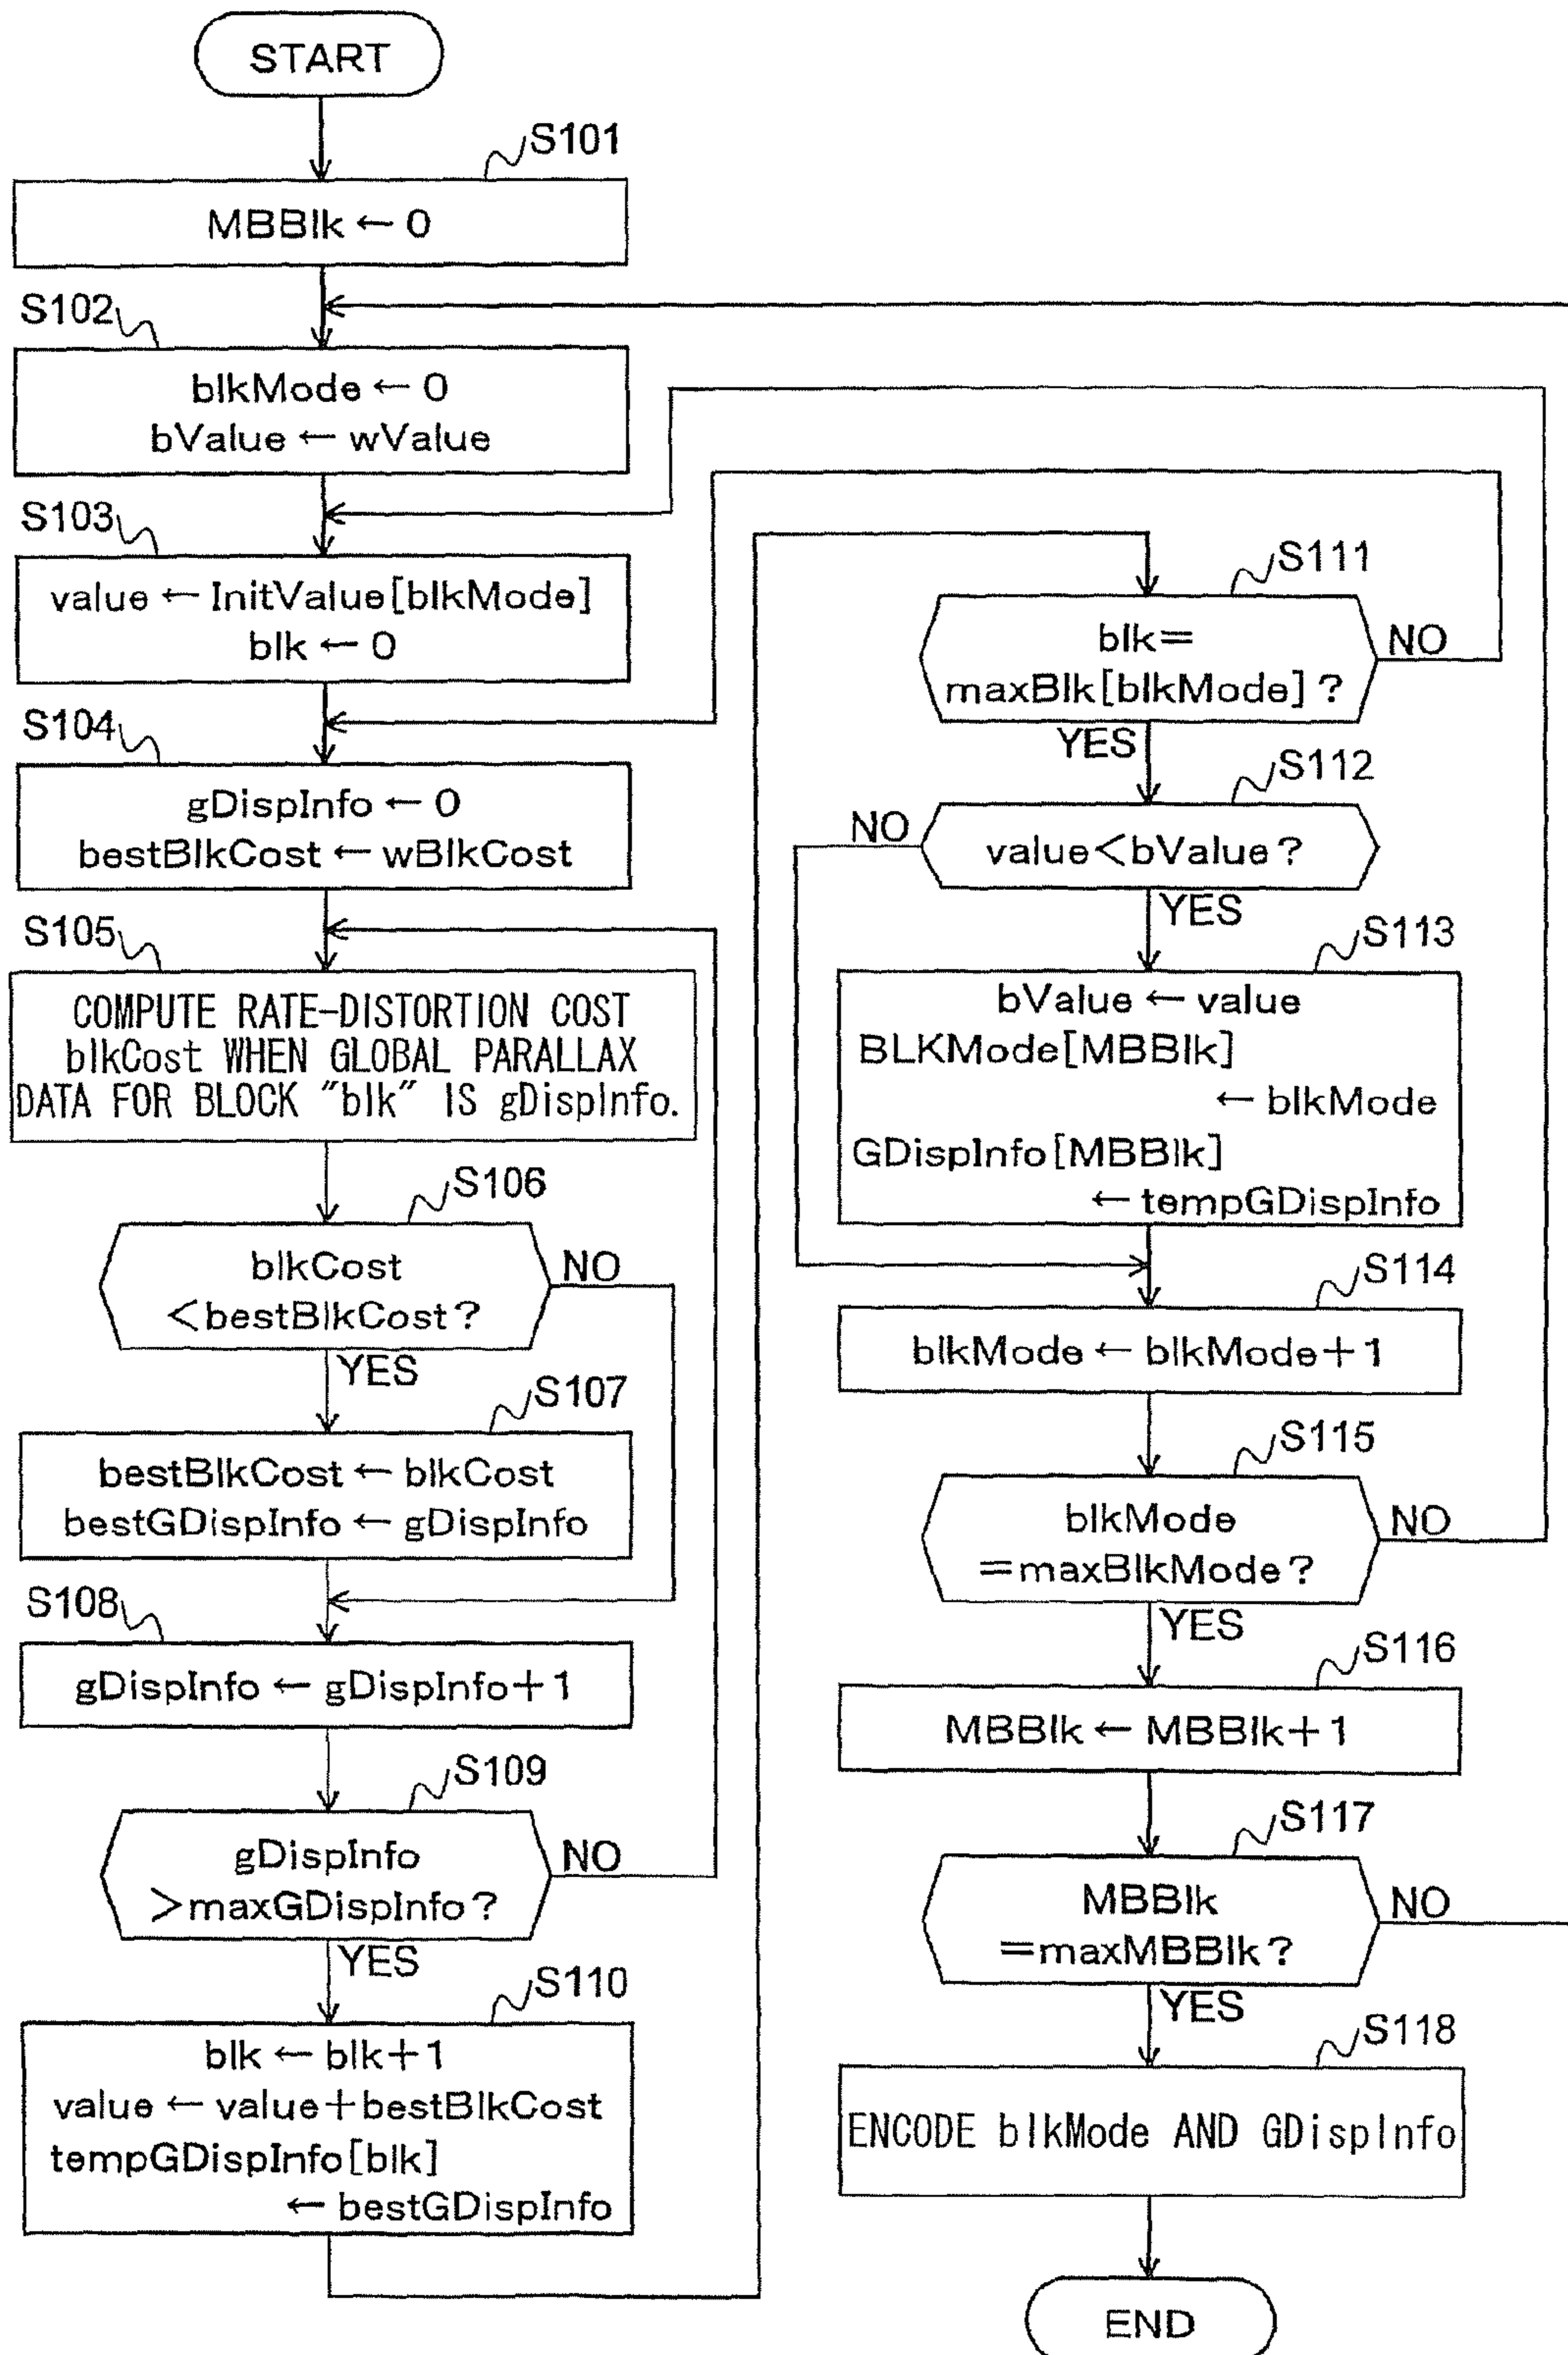 START
S101
MBBlk ← 0
S102
blkMode ← 0
bValue ← wValue
S103
value ← InitValue[blkMode]
blk ← 0
S104
gDispInfo ← 0
bestBlkCost ← wBlkCost
S105
COMPUTE RATE-DISTORTION COST
blkCost WHEN GLOBAL PARALLAX
DATA FOR BLOCK "blk" IS gDispInfo.
S106
blkCost
<bestBlkCost?
NO
YES
S107
bestBlkCost ← blkCost
bestGDispInfo ← gDispInfo
S108
gDispInfo ← gDispInfo+1
S109
gDispInfo
>maxGDispInfo?
NO
YES
S110
blk ← blk+1
value ← value+bestBlkCost
tempGDispInfo[blk]
← bestGDispInfo
S111
blk=
maxBlk[blkMode]?
NO
YES
S112
value<bValue?
NO
YES
S113
bValue ← value
BLKMode[MBBlk]
← blkMode
GDispInfo[MBBlk]
← tempGDispInfo
S114
blkMode ← blkMode+1
S115
blkMode
=maxBlkMode?
NO
YES
S116
MBBlk ← MBBlk+1
S117
MBBlk
=maxMBBlk?
NO
YES
S118
ENCODE blkMode AND GDispInfo
END